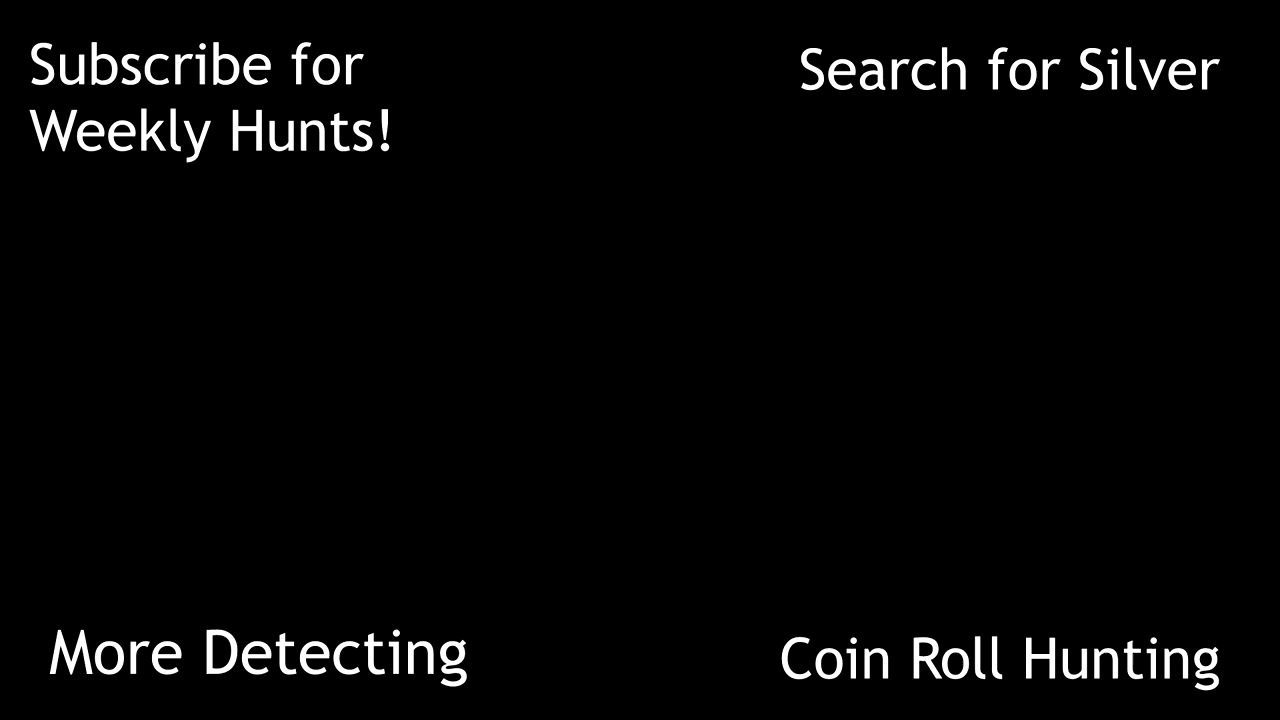 Subscribe for
Weekly Hunts!
Search for Silver
More Detecting
Coin Roll Hunting